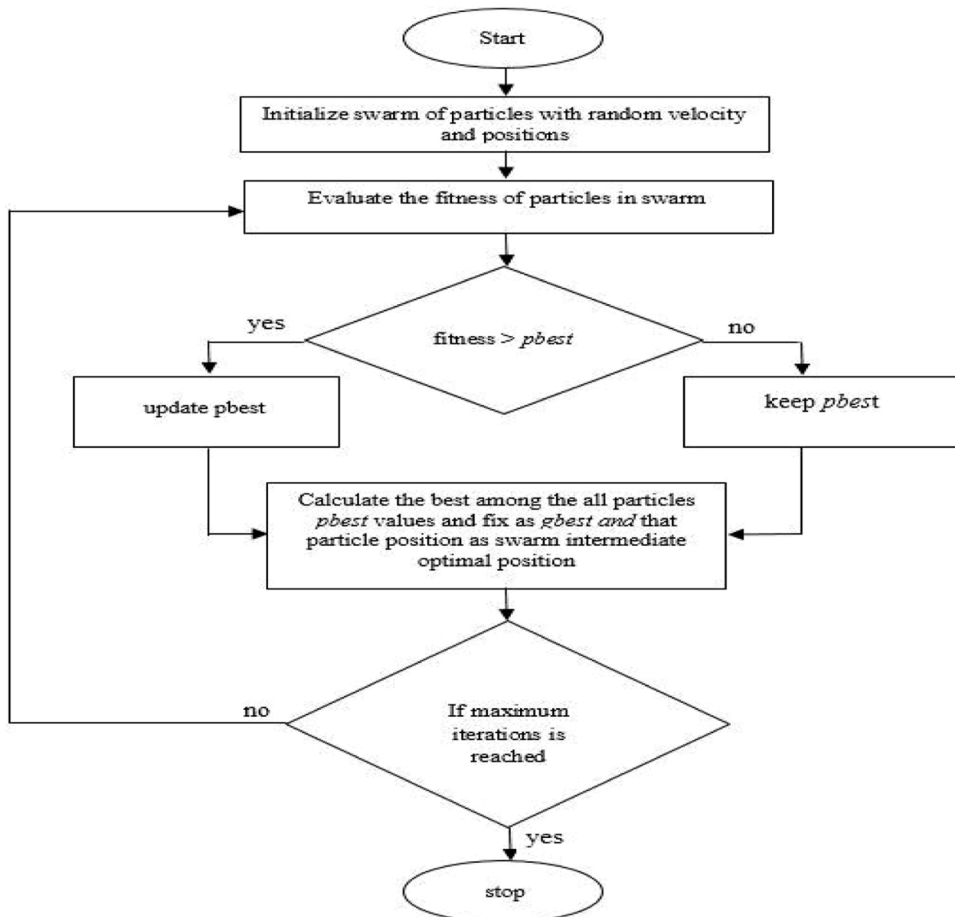 Start
Initialize swarm of particles with random velocity
and positions
Evaluate the fitness of particles in swarm
yes
fitness > pbest
no
update pbest
keep pbest
Calculate the best among the all particles
pbest values and fix as gbest and that
particle position as swarm intermediate
optimal position
no
If maximum
iterations is
reached
yes
stop